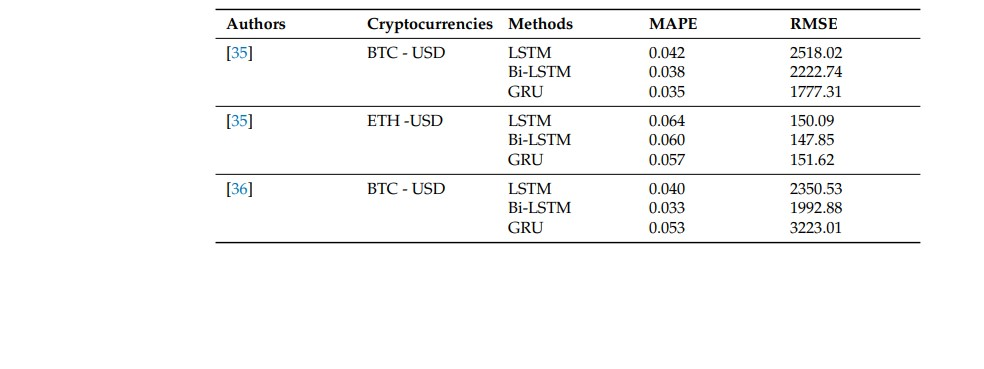 Authors Cryptocurrencies Methods MAPE RMSE
[35] BTC - USD LSTM 0.042 2518.02
Bi-LSTM 0.038 2222.74
GRU 0.035 1777.31
[35] ETH -USD LSTM 0.064 150.09
Bi-LSTM 0.060 147.85
GRU 0.057 151.62
[36] BTC - USD LSTM 0.040 2350.53
Bi-LSTM 0.033 1992.88
GRU 0.053 3223.01